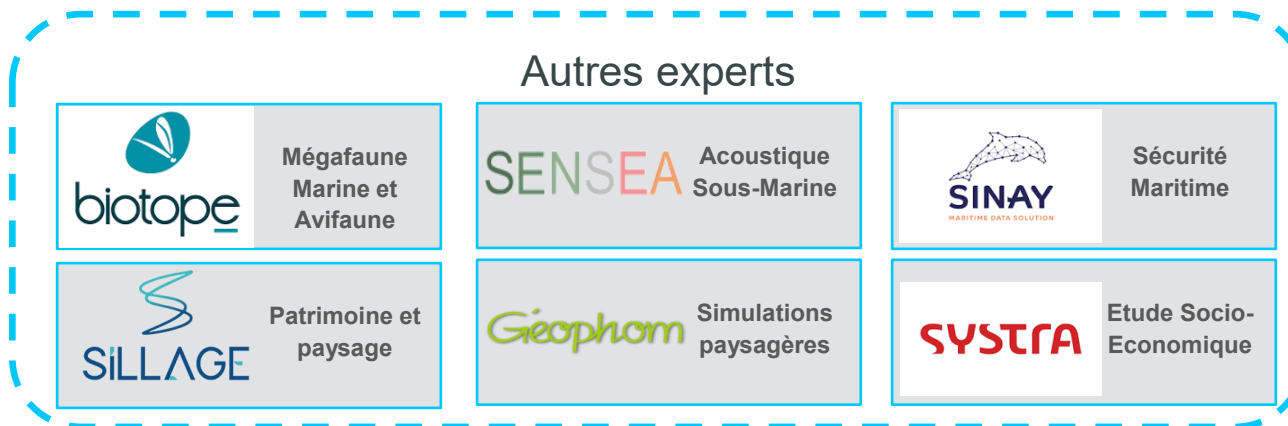 Autres experts
biotope
Mégafaune
Marine et
Avifaune
SENSEA
Acoustique
Sous-Marine
SINAY
MARITIME DATA SOLUTION
Sécurité
Maritime
SILLAGE
Patrimoine et
paysage
Géophom
Simulations
paysagères
SYSTRA
Etude Socio-
Economique